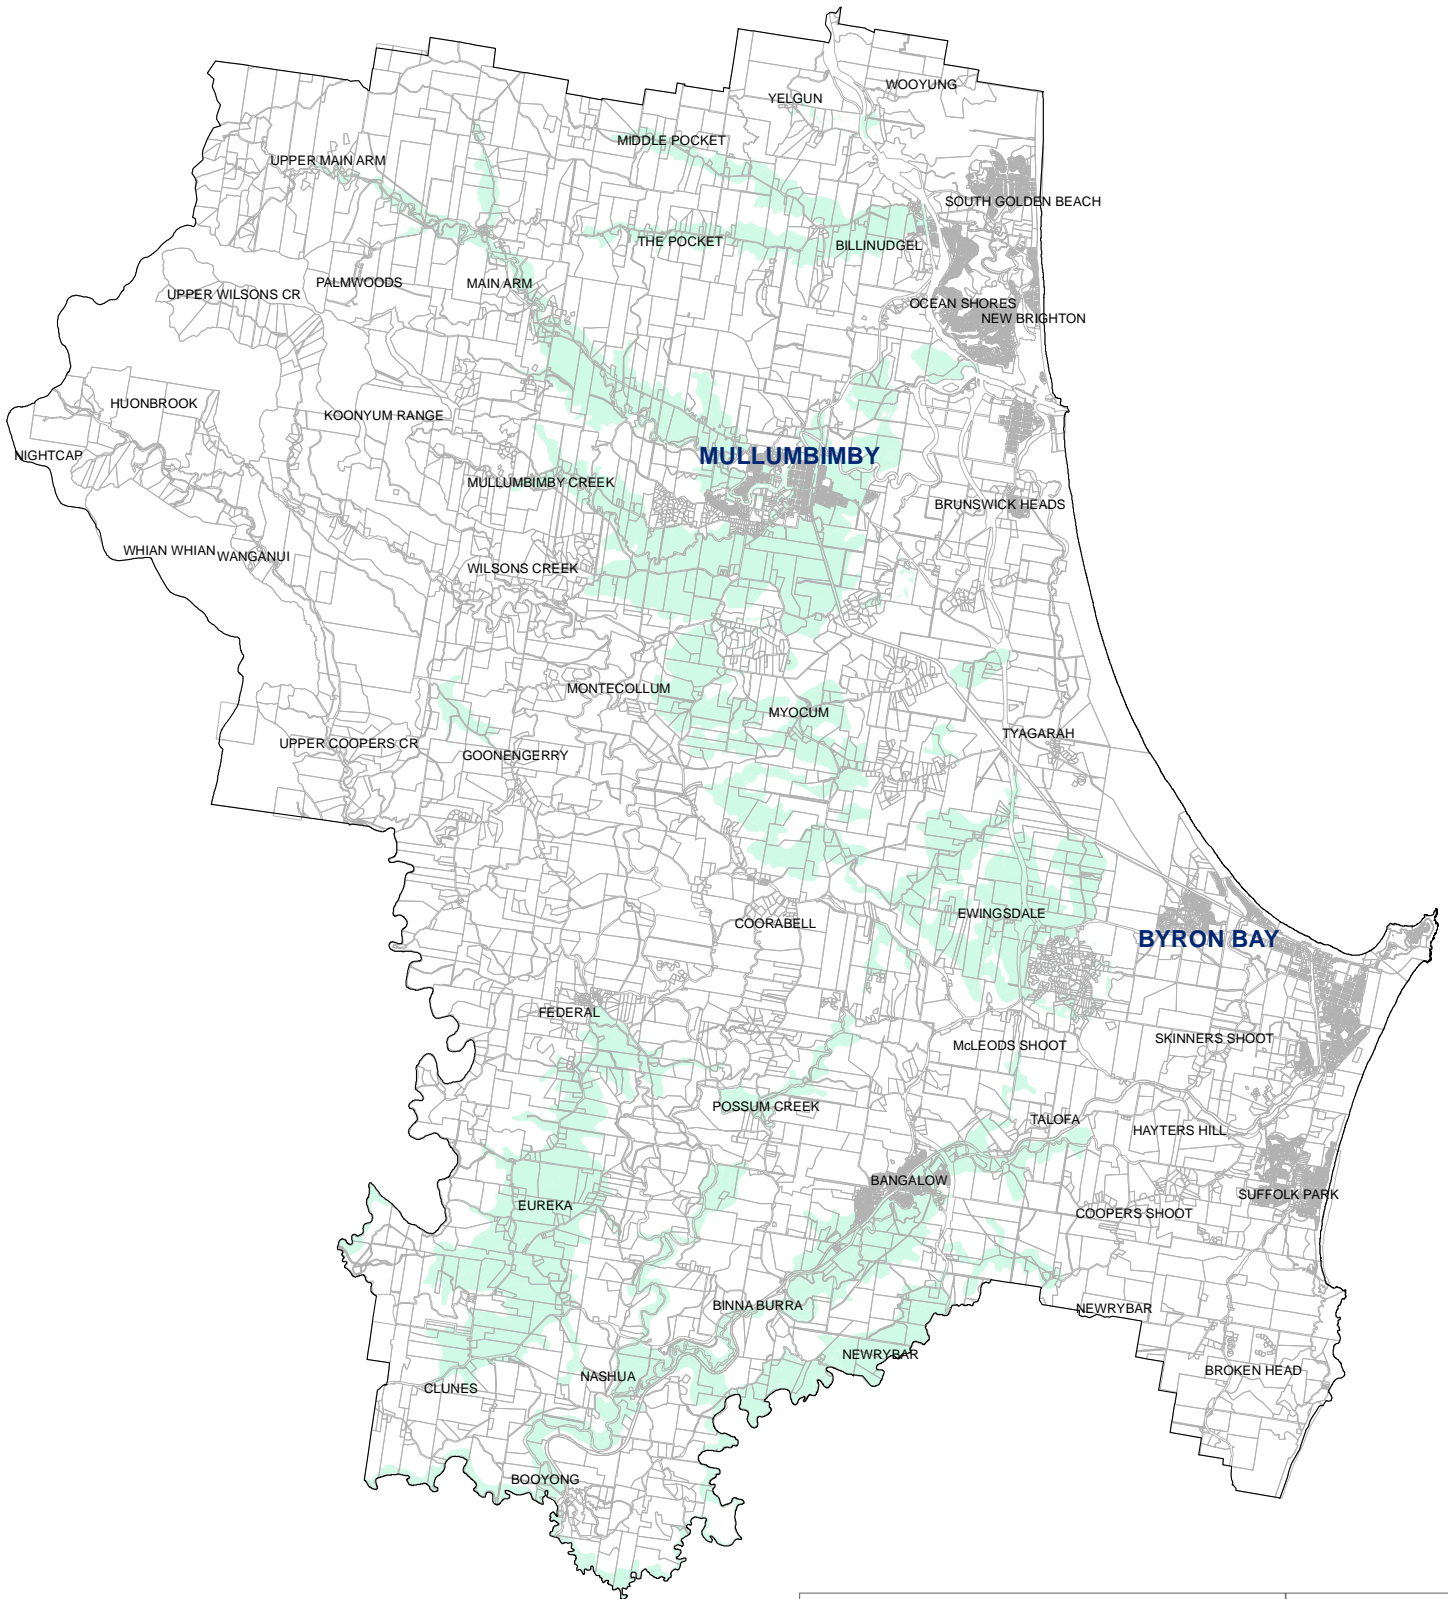 WOOYUNG
YELGUN
MIDDLE POCKET
UPPER MAIN ARM
SOUTH GOLDEN BEACH
THE POCKET
BILLINUDGEL
PALMWOODS
MAIN ARM
UPPER WILSONS CR
OCEAN SHORES
NEW BRIGHTON
HUONBROOK
KOONYUM RANGE
NIGHTCAP
MULLUMBIMBY
MULLUMBIMBY CREEK
BRUNSWICK HEADS
WHIAN WHIAN
WANGANUI
WILSONS CREEK
MONTECOLLUM
MYOCUM
TYAGARAH
UPPER COOPERS CR
GOONENGERRY
EWINGSDALE
COORABELL
BYRON BAY
FEDERAL
SKINNERS SHOOT
McLEODS SHOOT
POSSUM CREEK
TALOFA
HAYTERS HILL
BANGALOW
SUFFOLK PARK
EUREKA
COOPERS SHOOT
BINNA BURRA
NEWRYBAR
NEWRYBAR
BROKEN HEAD
NASHUA
CLUNES
BOOYONG